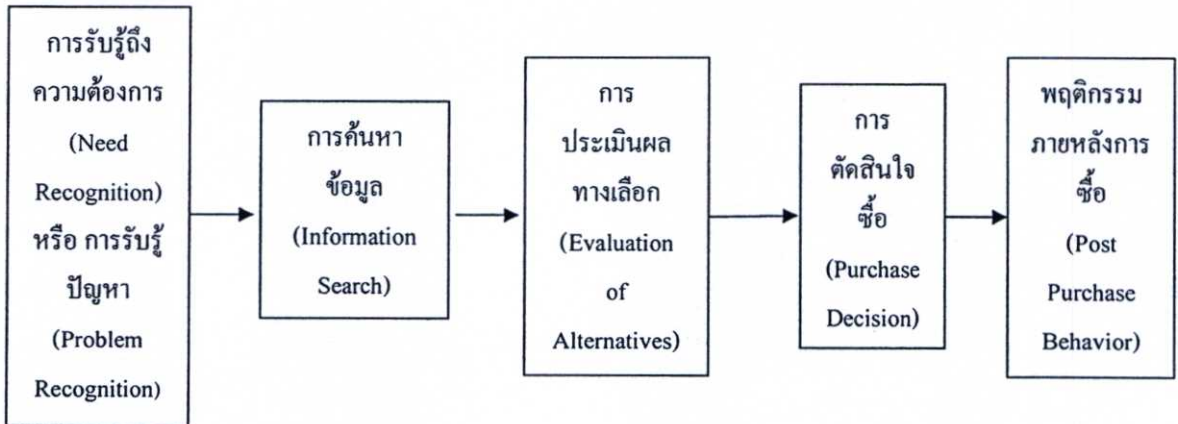 การรับรู้ถึง
ความต้องการ
(Need
Recognition)
หรือ การรับรู้
ปัญหา
(Problem
Recognition)
การค้นหา
ข้อมูล
(Information
Search)
การ
ประเมินผล
ทางเลือก
(Evaluation
of
Alternatives)
การ
ตัดสินใจ
ซื้อ
(Purchase
Decision)
พฤติกรรม
ภายหลังการ
ซื้อ
(Post
Purchase
Behavior)